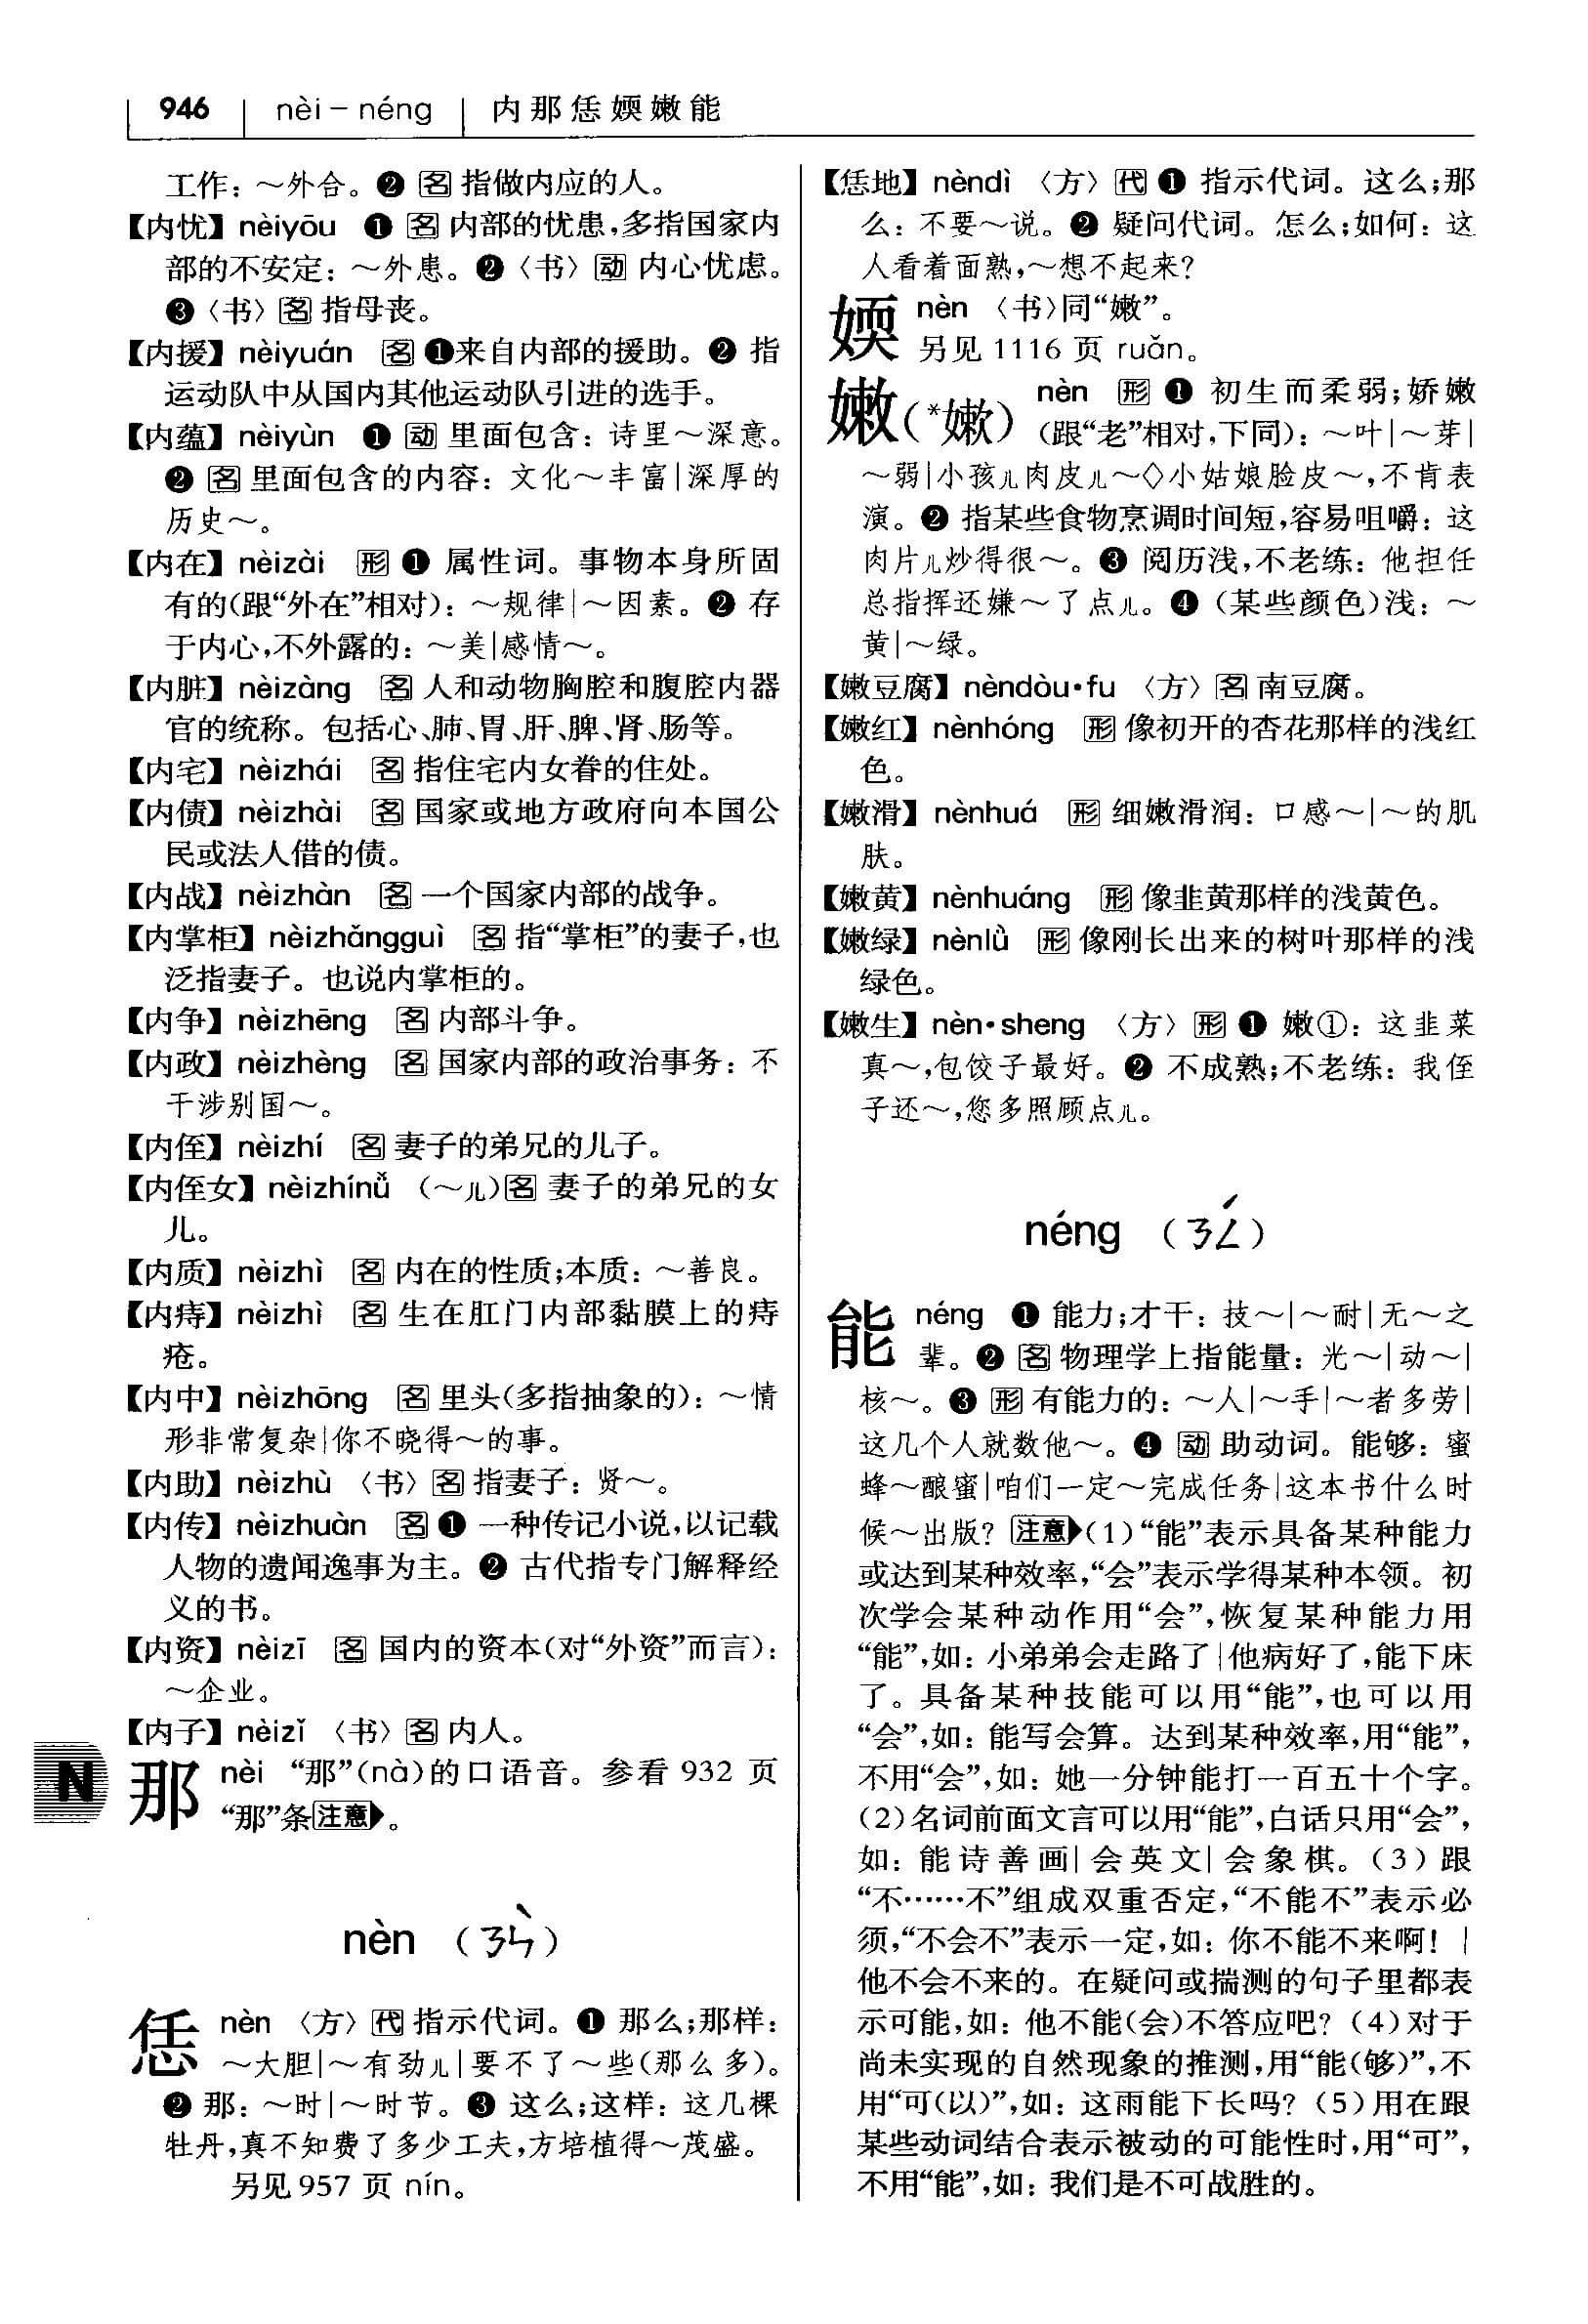 946 nèi－néng 内那恁媆嫩能
工作：～外合。❷ 名 指做内应的人。
【内忧】nèiyōu ❶ 名 内部的忧患，多指国家内
部的不安定：～外患。❷〈书〉动 内心忧虑。
❸〈书〉名 指母丧。
【内援】nèiyuán 名 ❶来自内部的援助。❷ 指
运动队中从国内其他运动队引进的选手。
【内蕴】nèiyùn ❶ 动 里面包含：诗里～深意。
❷ 名 里面包含的内容：文化～丰富|深厚的
历史～。
【内在】nèizài 形 ❶ 属性词。事物本身所固
有的(跟“外在”相对)：～规律|～因素。❷ 存
于内心，不外露的：～美|感情～。
【内脏】nèizàng 名 人和动物胸腔和腹腔内器
官的统称。包括心、肺、胃、肝、脾、肾、肠等。
【内宅】nèizhái 名 指住宅内女眷的住处。
【内债】nèizhài 名 国家或地方政府向本国公
民或法人借的债。
【内战】nèizhàn 名 一个国家内部的战争。
【内掌柜】nèizhǎngguì 名 指“掌柜”的妻子，也
泛指妻子。也说内掌柜的。
【内争】nèizhēng 名 内部斗争。
【内政】nèizhèng 名 国家内部的政治事务：不
干涉别国～。
【内侄】nèizhí 名 妻子的弟兄的儿子。
【内侄女】nèizhínǚ （～儿）名 妻子的弟兄的女
儿。
【内质】nèizhì 名 内在的性质；本质：～善良。
【内痔】nèizhì 名 生在肛门内部黏膜上的痔
疮。
【内中】nèizhōng 名 里头(多指抽象的)：～情
形非常复杂|你不晓得～的事。
【内助】nèizhù 〈书〉名 指妻子：贤～。
【内传】nèizhuàn 名 ❶ 一种传记小说，以记载
人物的遗闻逸事为主。❷ 古代指专门解释经
义的书。
【内资】nèizī 名 国内的资本(对“外资”而言)：
～企业。
【内子】nèizǐ 〈书〉名 内人。
N
那 nèi “那”(nà)的口语音。参看 932 页
“那”条注意。
nèn （ㄋㄣˋ）
恁 nèn 〈方〉代 指示代词。❶ 那么；那样：
～大胆|～有劲儿|要不了～些(那么多)。
❷ 那：～时|～时节。❸ 这么；这样：这几棵
牡丹，真不知费了多少工夫，方培植得～茂盛。
另见 957 页 nín。
【恁地】nèndì 〈方〉代 ❶ 指示代词。这么；那
么：不要～说。❷ 疑问代词。怎么；如何：这
人看着面熟，～想不起来？
媆 nèn 〈书〉同“嫩”。
另见 1116 页 ruǎn。
嫩(*嫰) nèn 形 ❶ 初生而柔弱；娇嫩
(跟“老”相对，下同)：～叶|～芽|
～弱|小孩儿肉皮儿～◇小姑娘脸皮～，不肯表
演。❷ 指某些食物烹调时间短，容易咀嚼：这
肉片儿炒得很～。❸ 阅历浅，不老练：他担任
总指挥还嫌～了点儿。❹ (某些颜色)浅：～
黄|～绿。
【嫩豆腐】nèndòu•fu 〈方〉名 南豆腐。
【嫩红】nènhóng 形 像初开的杏花那样的浅红
色。
【嫩滑】nènhuá 形 细嫩滑润：口感～|～的肌
肤。
【嫩黄】nènhuáng 形 像韭黄那样的浅黄色。
【嫩绿】nènlǜ 形 像刚长出来的树叶那样的浅
绿色。
【嫩生】nèn•sheng 〈方〉形 ❶ 嫩①：这韭菜
真～，包饺子最好。❷ 不成熟；不老练：我侄
子还～，您多照顾点儿。
néng （ㄋㄥˊ）
能 néng ❶ 能力；才干：技～|～耐|无～之
辈。❷ 名 物理学上指能量：光～|动～|
核～。❸ 形 有能力的：～人|～手|～者多劳|
这几个人就数他～。❹ 动 助动词。能够：蜜
蜂～酿蜜|咱们一定～完成任务|这本书什么时
候～出版？ 注意 (1)“能”表示具备某种能力
或达到某种效率，“会”表示学得某种本领。初
次学会某种动作用“会”，恢复某种能力用
“能”，如：小弟弟会走路了|他病好了，能下床
了。具备某种技能可以用“能”，也可以用
“会”，如：能写会算。达到某种效率，用“能”，
不用“会”，如：她一分钟能打一百五十个字。
(2)名词前面文言可以用“能”，白话只用“会”，
如：能诗善画|会英文|会象棋。(3)跟
“不……不”组成双重否定，“不能不”表示必
须，“不会不”表示一定，如：你不能不来啊！|
他不会不来的。在疑问或揣测的句子里都表
示可能，如：他不能(会)不答应吧？(4)对于
尚未实现的自然现象的推测，用“能(够)”，不
用“可(以)”，如：这雨能下长吗？(5)用在跟
某些动词结合表示被动的可能性时，用“可”，
不用“能”，如：我们是不可战胜的。